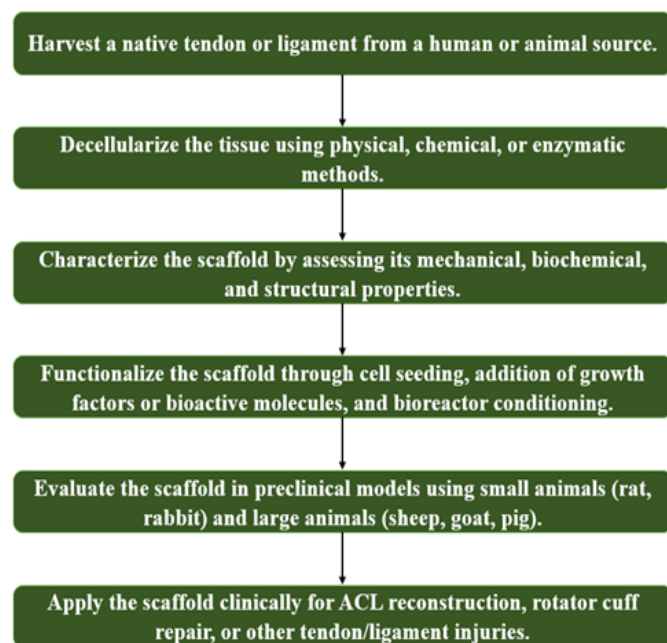 Harvest a native tendon or ligament from a human or animal source.
Decellularize the tissue using physical, chemical, or enzymatic
methods.
Characterize the scaffold by assessing its mechanical, biochemical,
and structural properties.
Functionalize the scaffold through cell seeding, addition of growth
factors or bioactive molecules, and bioreactor conditioning.
Evaluate the scaffold in preclinical models using small animals (rat,
rabbit) and large animals (sheep, goat, pig).
Apply the scaffold clinically for ACL reconstruction, rotator cuff
repair, or other tendon/ligament injuries.